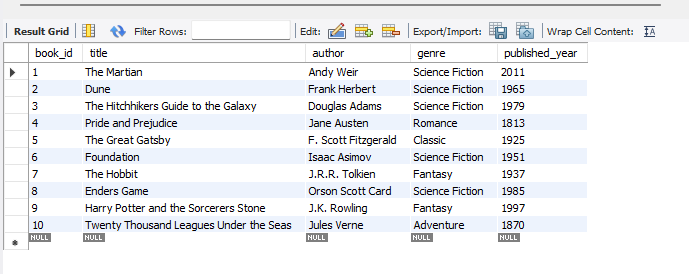 Result Grid Filter Rows: Edit: Export/Import: Wrap Cell Content: IA
book_id title author genre published_year
1 The Martian Andy Weir Science Fiction 2011
2 Dune Frank Herbert Science Fiction 1965
3 The Hitchhikers Guide to the Galaxy Douglas Adams Science Fiction 1979
4 Pride and Prejudice Jane Austen Romance 1813
5 The Great Gatsby F. Scott Fitzgerald Classic 1925
6 Foundation Isaac Asimov Science Fiction 1951
7 The Hobbit J.R.R. Tolkien Fantasy 1937
8 Enders Game Orson Scott Card Science Fiction 1985
9 Harry Potter and the Sorcerers Stone J.K. Rowling Fantasy 1997
10 Twenty Thousand Leagues Under the Seas Jules Verne Adventure 1870
NULL NULL NULL NULL NULL